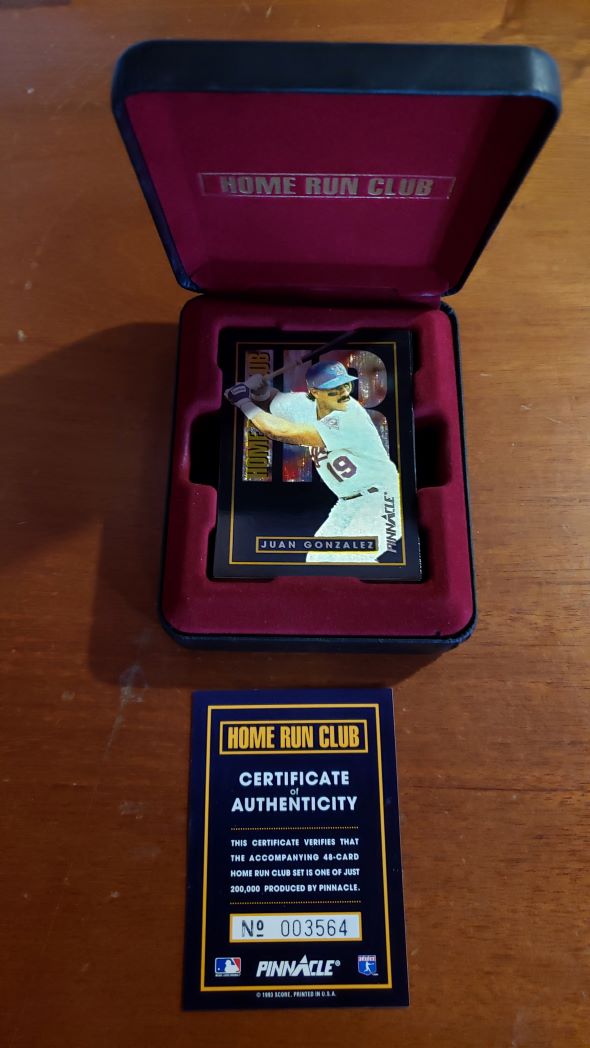 HOME RUN CLUB
HOME
CLUB
19
PINNACLE®
JUAN GONZALEZ
HOME RUN CLUB
CERTIFICATE
of
AUTHENTICITY
THIS CERTIFICATE VERIFIES THAT
THE ACCOMPANYING 48-CARD
HOME RUN CLUB SET IS ONE OF JUST
200,000 PRODUCED BY PINNACLE.
Nº 003564
PINNACLE®
© 1993 SCORE, PRINTED IN U.S.A.